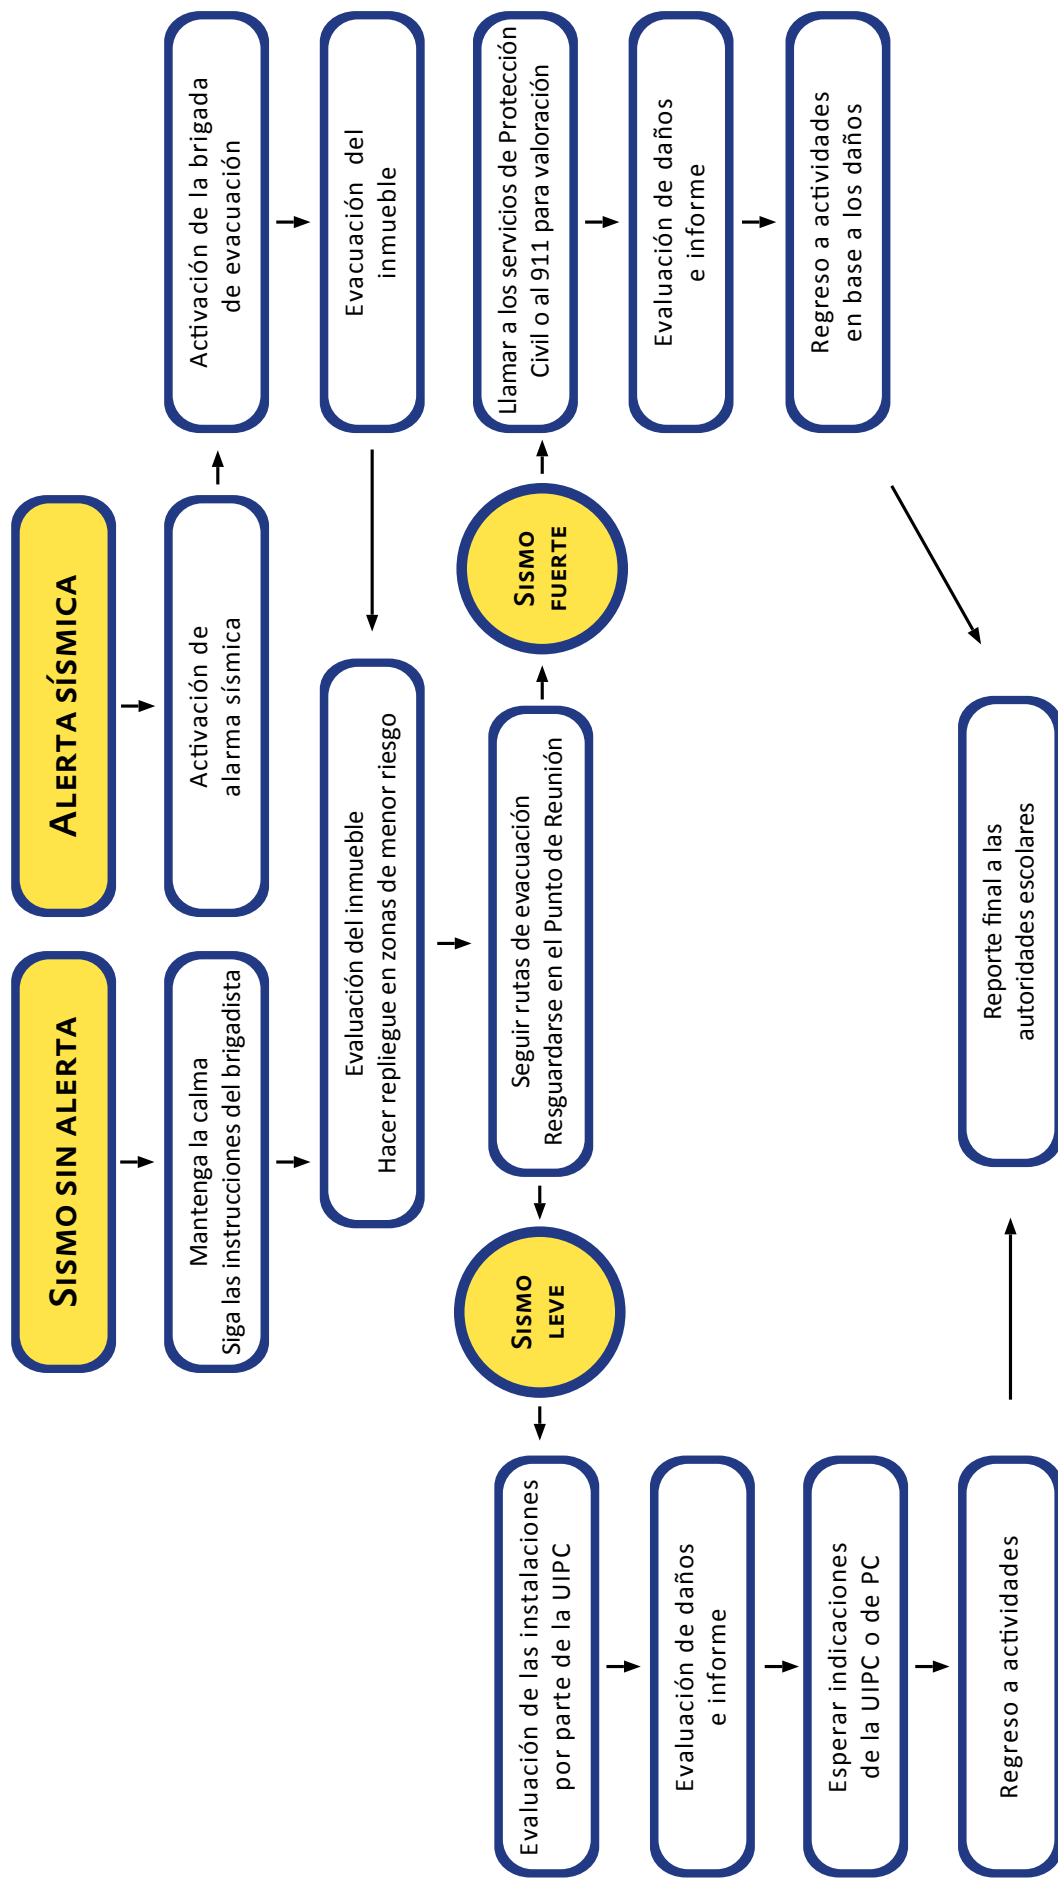 SISMO SIN ALERTA
ALERTA SÍSMICA
Mantenga la calma
Siga las instrucciones del brigadista
Activación de
alarma sísmica
Activación de la brigada
de evacuación
Evaluación del inmueble
Hacer repliegue en zonas de menor riesgo
Evacuación del
inmueble
Seguir rutas de evacuación
Resguardarse en el Punto de Reunión
SISMO
LEVE
SISMO
FUERTE
Evaluación de las instalaciones
por parte de la UIPC
Llamar a los servicios de Protección
Civil o al 911 para valoración
Evaluación de daños
e informe
Evaluación de daños
e informe
Esperar indicaciones
de la UIPC o de PC
Regreso a actividades
en base a los daños
Regreso a actividades
Reporte final a las
autoridades escolares